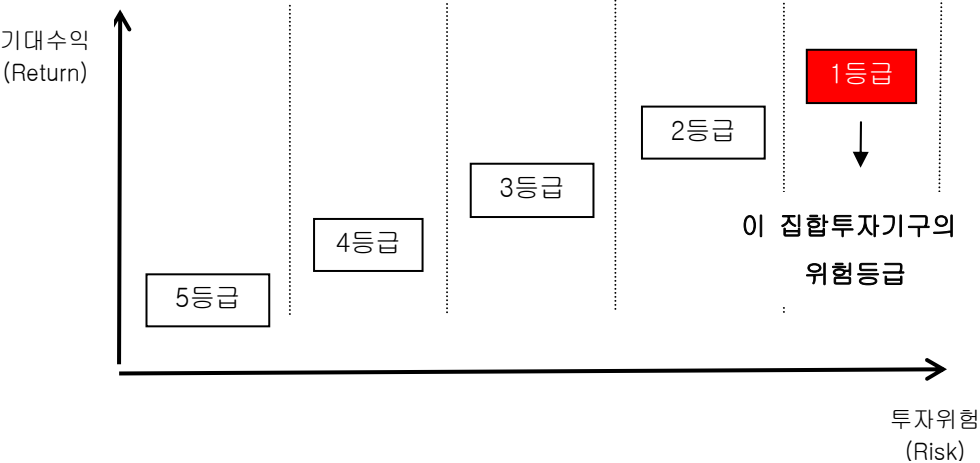 기대수익
(Return)
1등급
2등급
3등급
4등급
5등급
이 집합투자기구의
위험등급
투자위험
(Risk)